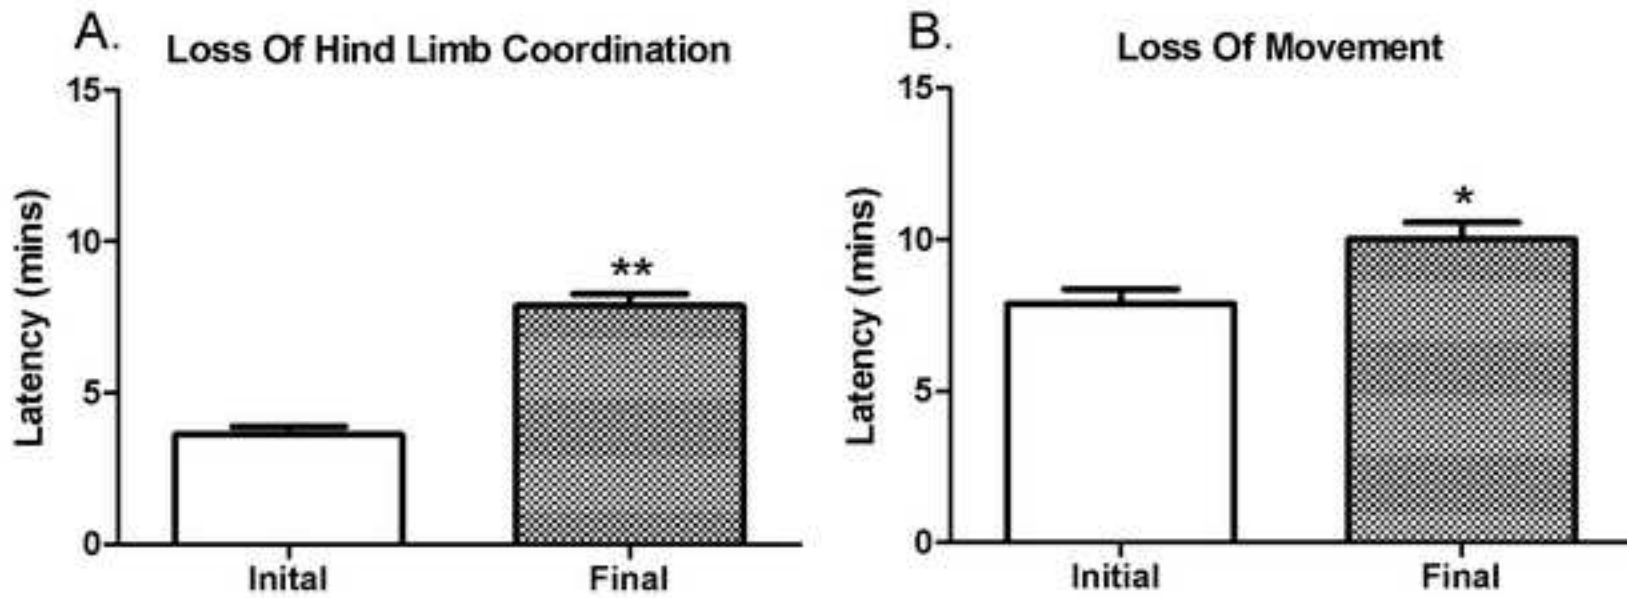 A.
Loss Of Hind Limb Coordination
15
10
5
0
Latency (mins)
**
Inital
Final
B.
Loss Of Movement
15
10
5
0
Latency (mins)
*
Initial
Final